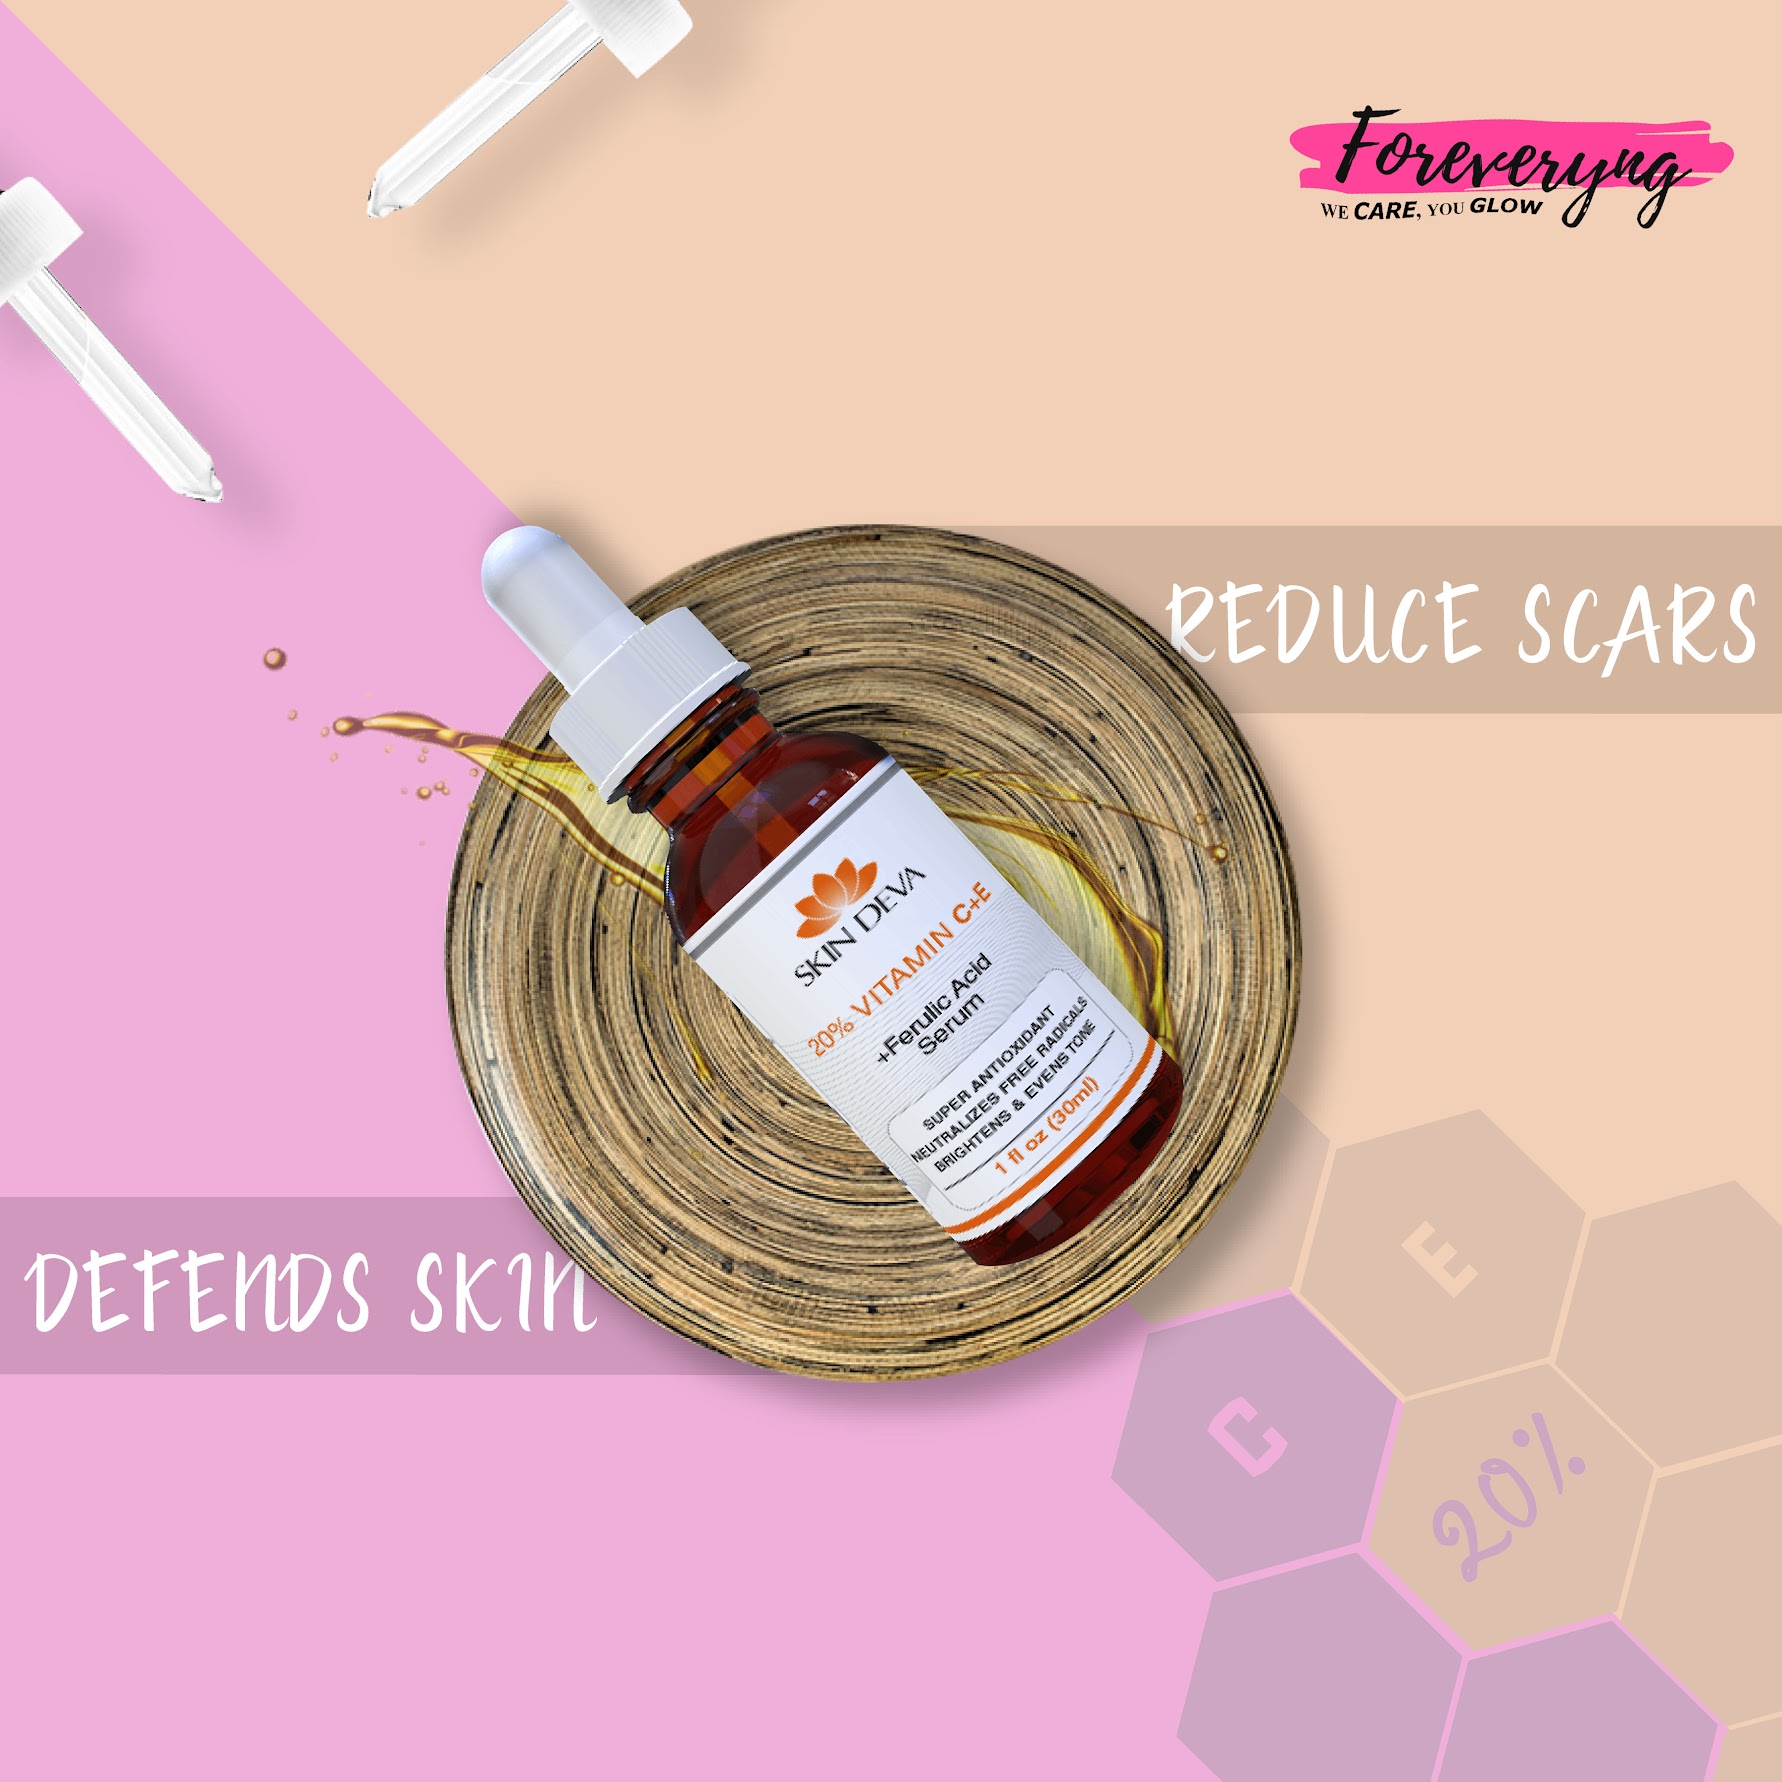 Foreveryng
WE CARE, YOU GLOW
REDUCE SCARS
SKIN DEVA
20% VITAMIN C+E
+Ferulic Acid
Serum
SUPER ANTIOXIDANT
NEUTRALIZES FREE RADICALS
BRIGHTENS & EVENS TONE
1 fl oz (30ml)
DEFENDS SKIN
E
C
20%